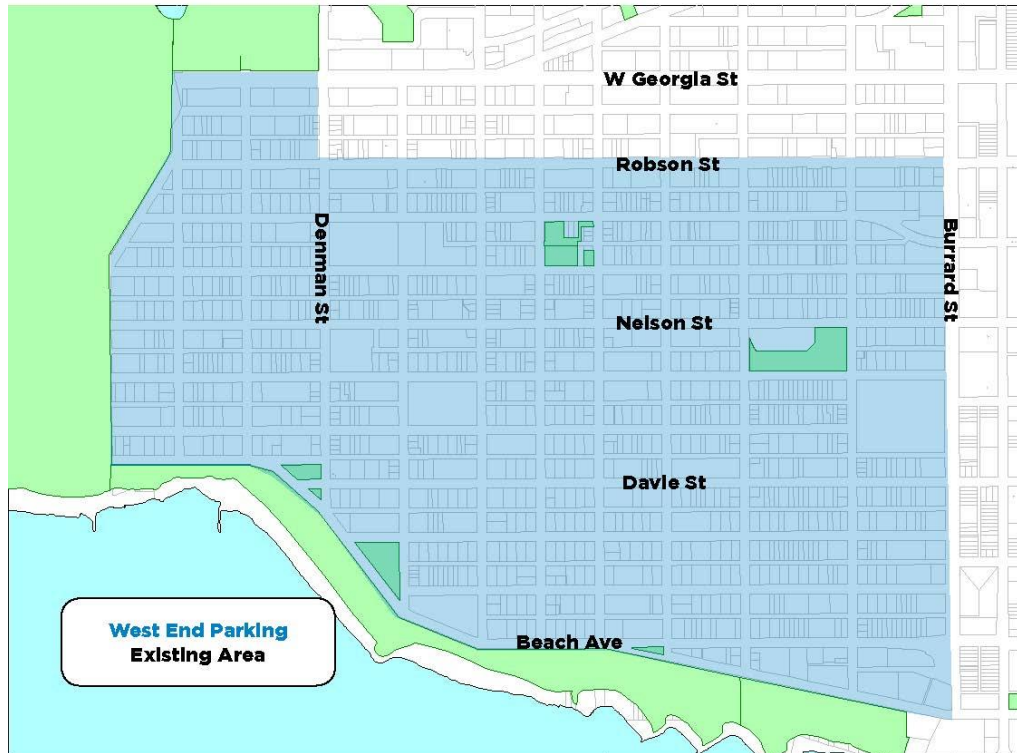 W Georgia St
Robson St
Denman St
Burrard St
Nelson St
Davie St
West End Parking
Existing Area
Beach Ave